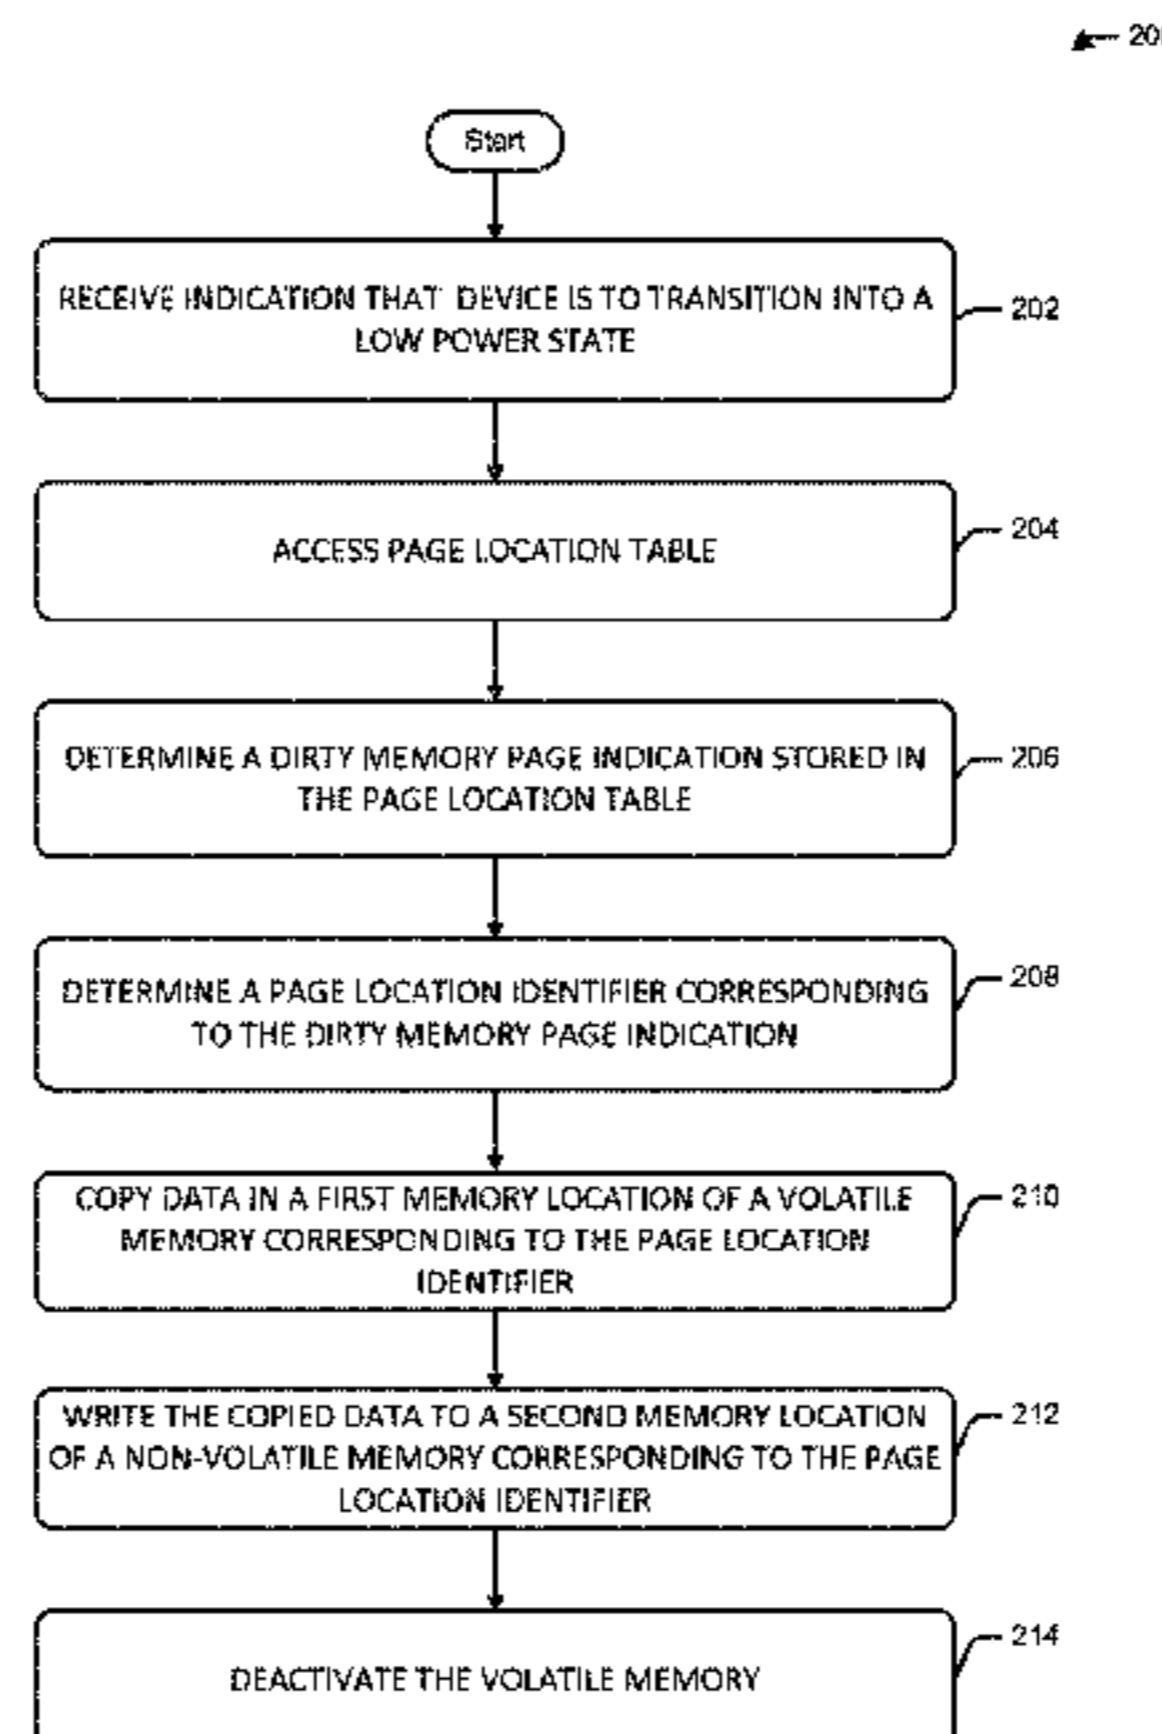 Start
RECEIVE INDICATION THAT DEVICE IS TO TRANSITION INTO A
LOW POWER STATE
202
ACCESS PAGE LOCATION TABLE
204
DETERMINE A DIRTY MEMORY PAGE INDICATION STORED IN
THE PAGE LOCATION TABLE
206
DETERMINE A PAGE LOCATION IDENTIFIER CORRESPONDING
TO THE DIRTY MEMORY PAGE INDICATION
208
COPY DATA IN A FIRST MEMORY LOCATION OF A VOLATILE
MEMORY CORRESPONDING TO THE PAGE LOCATION
IDENTIFIER
210
WRITE THE COPIED DATA TO A SECOND MEMORY LOCATION
OF A NON-VOLATILE MEMORY CORRESPONDING TO THE PAGE
LOCATION IDENTIFIER
212
DEACTIVATE THE VOLATILE MEMORY
214